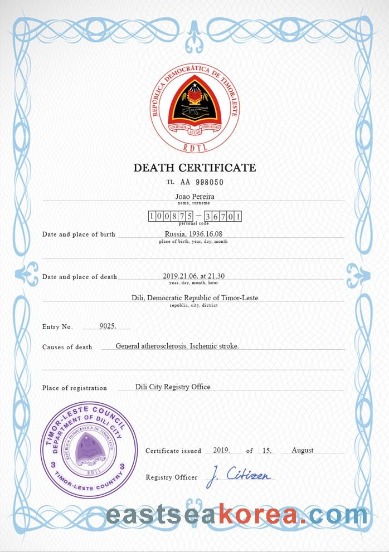 REPÚBLICA DEMOCRÁTICA DE TIMOR-LESTE
RDTL
DEATH CERTIFICATE
TL AA 998050
Joao Pereira
name, surname
100875-36701
personal code
Date and place of birth Russia, 1936.16.08
place of birth, year, day, month
Date and place of death 2019.21.06, at 21.30
year, day, month, hour
Dili, Democratic Republic of Timor-Leste
republic, city, district
Entry No. 9025.
Causes of death General atherosclerosis. Ischemic stroke.
Place of registration Dili City Registry Office
TIMOR-LESTE COUNCIL
DEPARTMENT OF DILI CITY
RDTL
3 TIMOR-LESTE COUNTRY 3
Certificate issued 2019. of 15. August
Registry Officer J. Citizen
eastseakorea.com